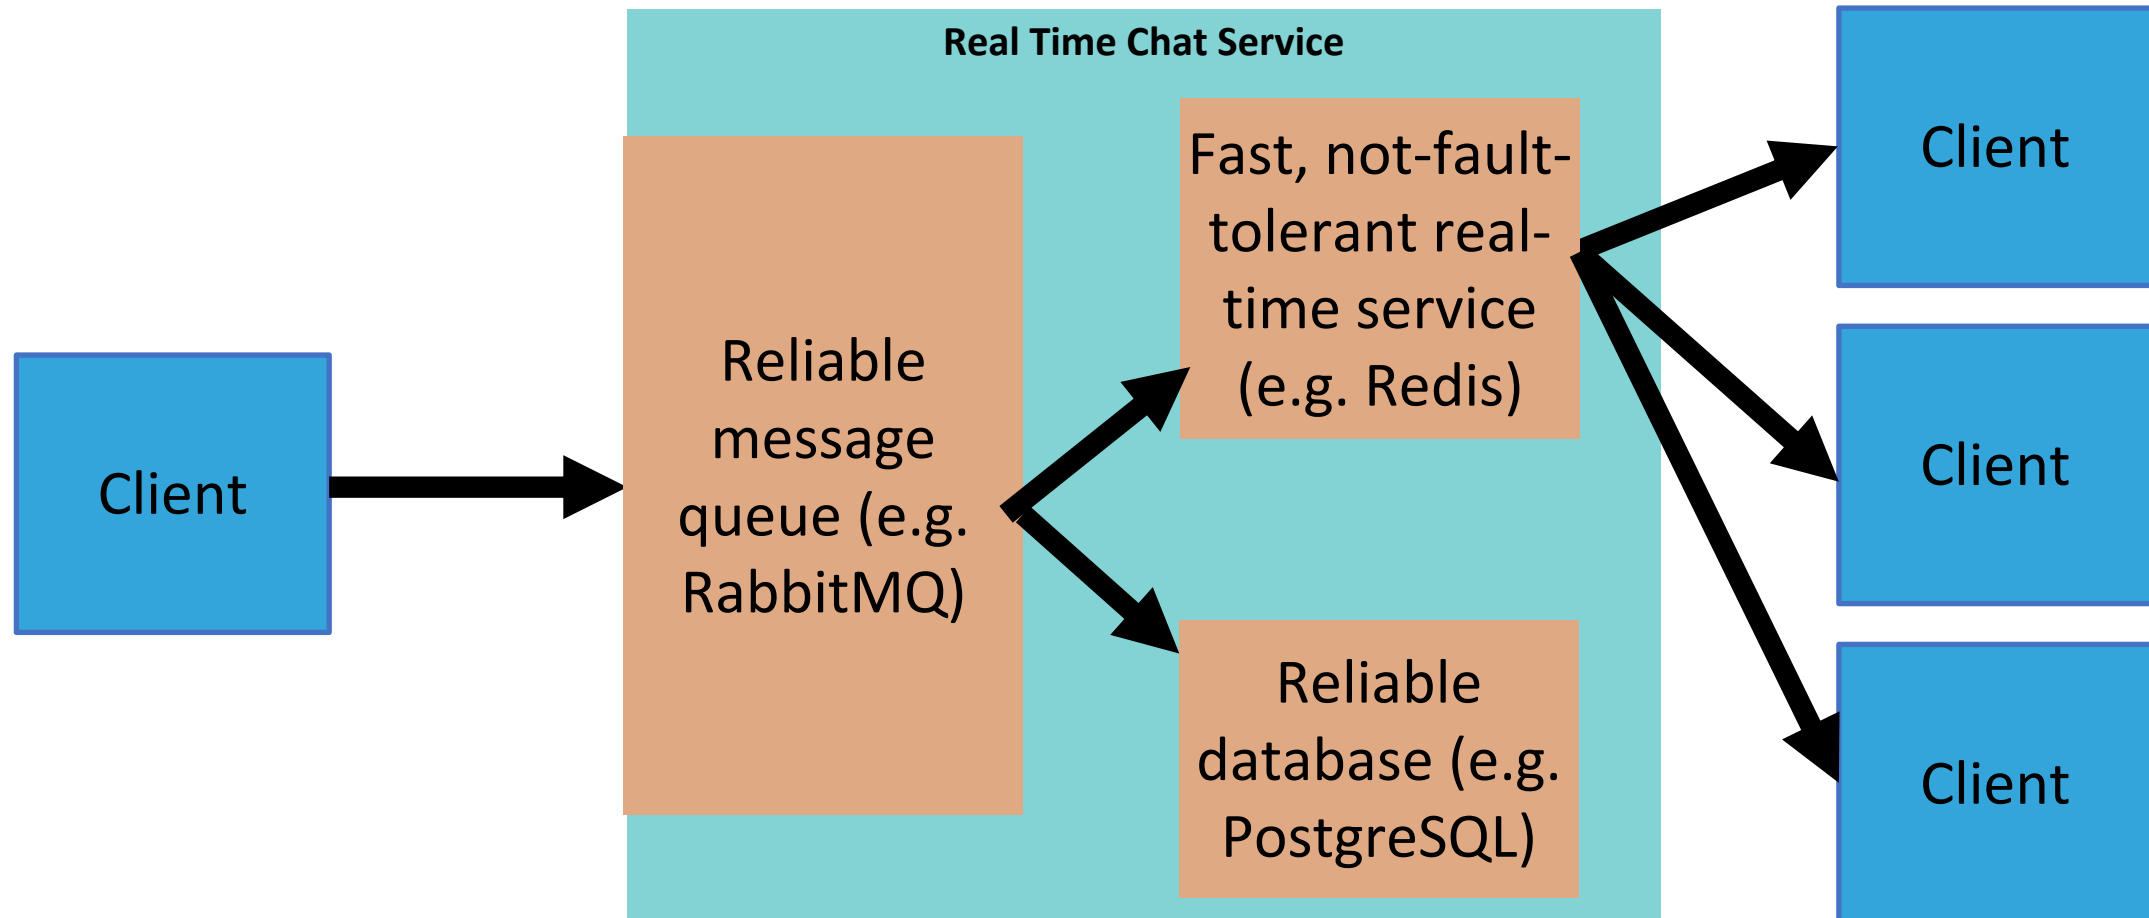 Real Time Chat Service
Client
Reliable
message
queue (e.g.
RabbitMQ)
Fast, not-fault-
tolerant real-
time service
(e.g. Redis)
Reliable
database (e.g.
PostgreSQL)
Client
Client
Client